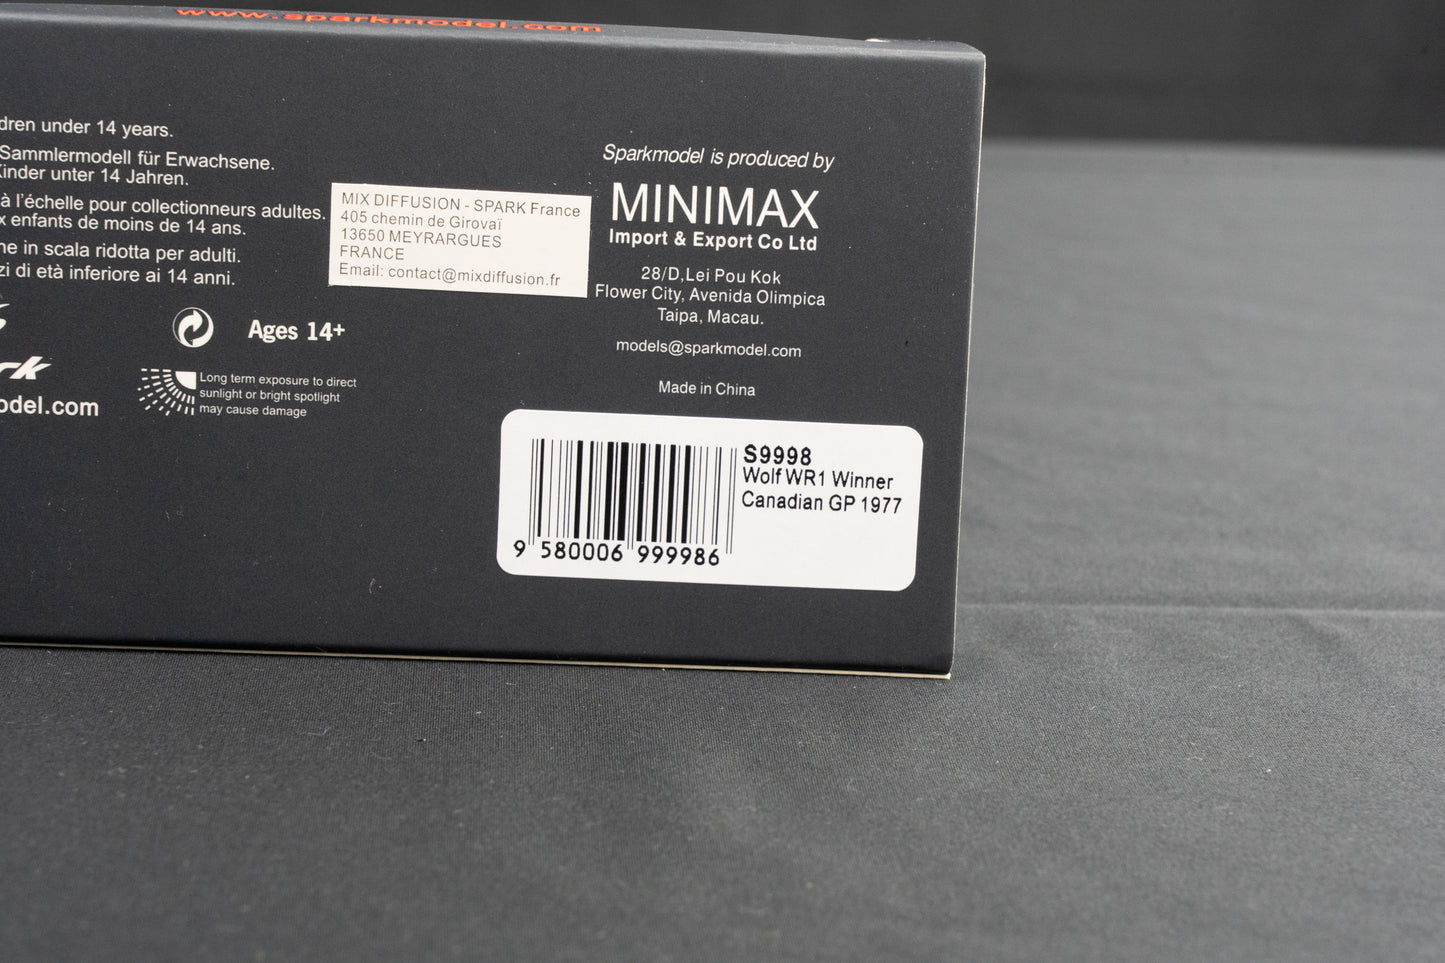 www.sparkmodel.com
dren under 14 years.
Sammlermodell für Erwachsene.
Kinder unter 14 Jahren.
à l'échelle pour collectionneurs adultes.
x enfants de moins de 14 ans.
ne in scala ridotta per adulti.
zi di età inferiore ai 14 anni.
MIX DIFFUSION - SPARK France
405 chemin de Girovaï
13650 MEYRARGUES
FRANCE
Email: contact@mixdiffusion.fr
Ages 14+
rk
odel.com
Long term exposure to direct
sunlight or bright spotlight
may cause damage
Sparkmodel is produced by
MINIMAX
Import & Export Co Ltd
28/D,Lei Pou Kok
Flower City, Avenida Olimpica
Taipa, Macau.
models@sparkmodel.com
Made in China
S9998
Wolf WR1 Winner
Canadian GP 1977
9 580006 999986